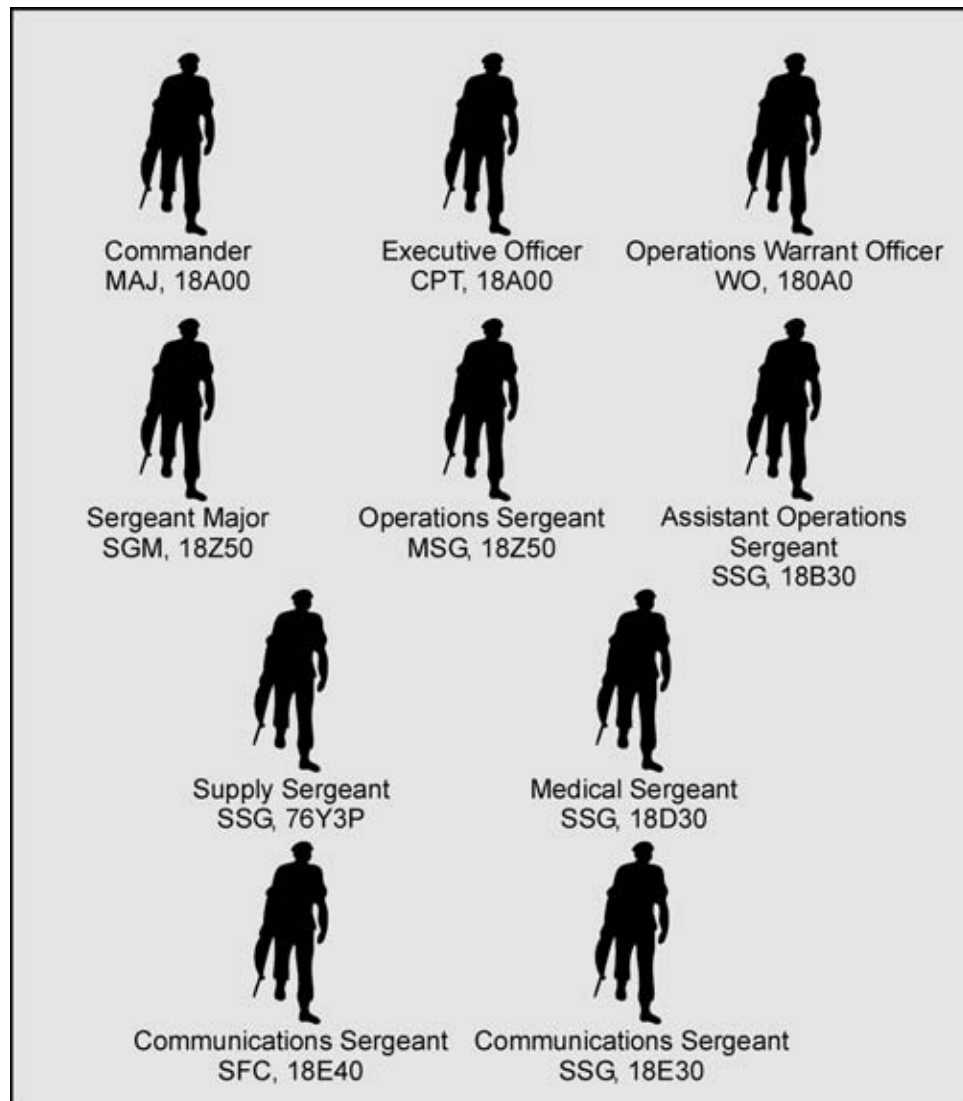 Commander
MAJ, 18A00
Executive Officer
CPT, 18A00
Operations Warrant Officer
WO, 180A0
Sergeant Major
SGM, 18Z50
Operations Sergeant
MSG, 18Z50
Assistant Operations
Sergeant
SSG, 18B30
Supply Sergeant
SSG, 76Y3P
Medical Sergeant
SSG, 18D30
Communications Sergeant
SFC, 18E40
Communications Sergeant
SSG, 18E30